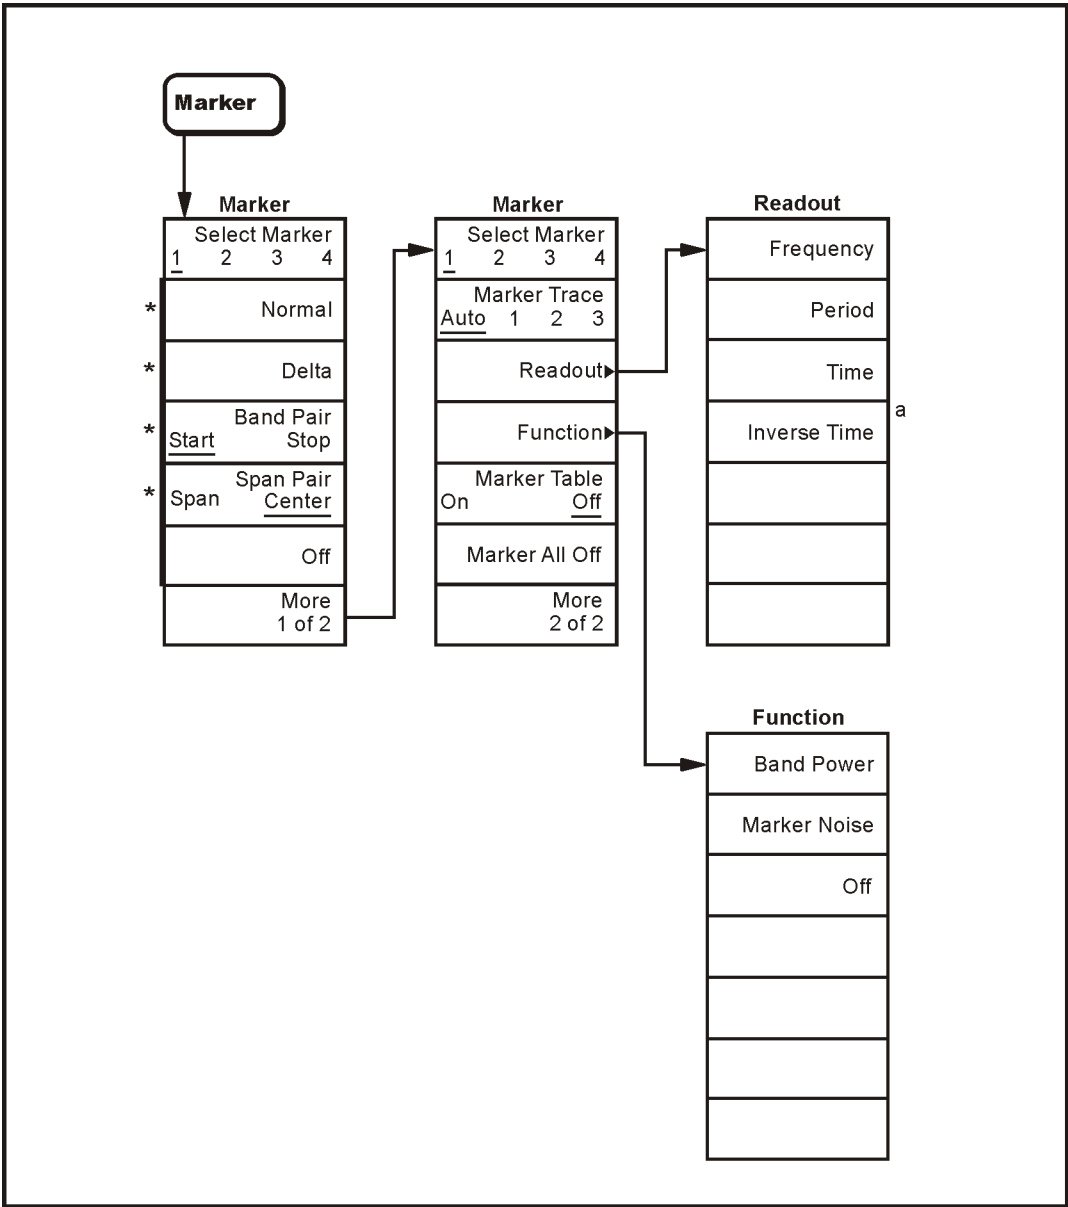 Marker
Marker
Select Marker
1 2 3 4
* Normal
* Delta
* Band Pair
Start Stop
* Span Pair
Span Center
Off
More
1 of 2
Marker
Select Marker
1 2 3 4
Marker Trace
Auto 1 2 3
Readout
Function
Marker Table
On Off
Marker All Off
More
2 of 2
Readout
Frequency
Period
Time
a
Inverse Time
Function
Band Power
Marker Noise
Off